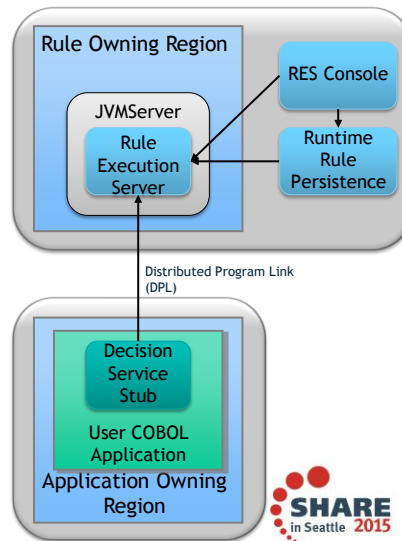 Rule Owning Region
JVMServer
Rule
Execution
Server
RES Console
Runtime
Rule
Persistence
Distributed Program Link
(DPL)
Decision
Service
Stub
User COBOL
Application
Application Owning
Region
SHARE
in Seattle 2015